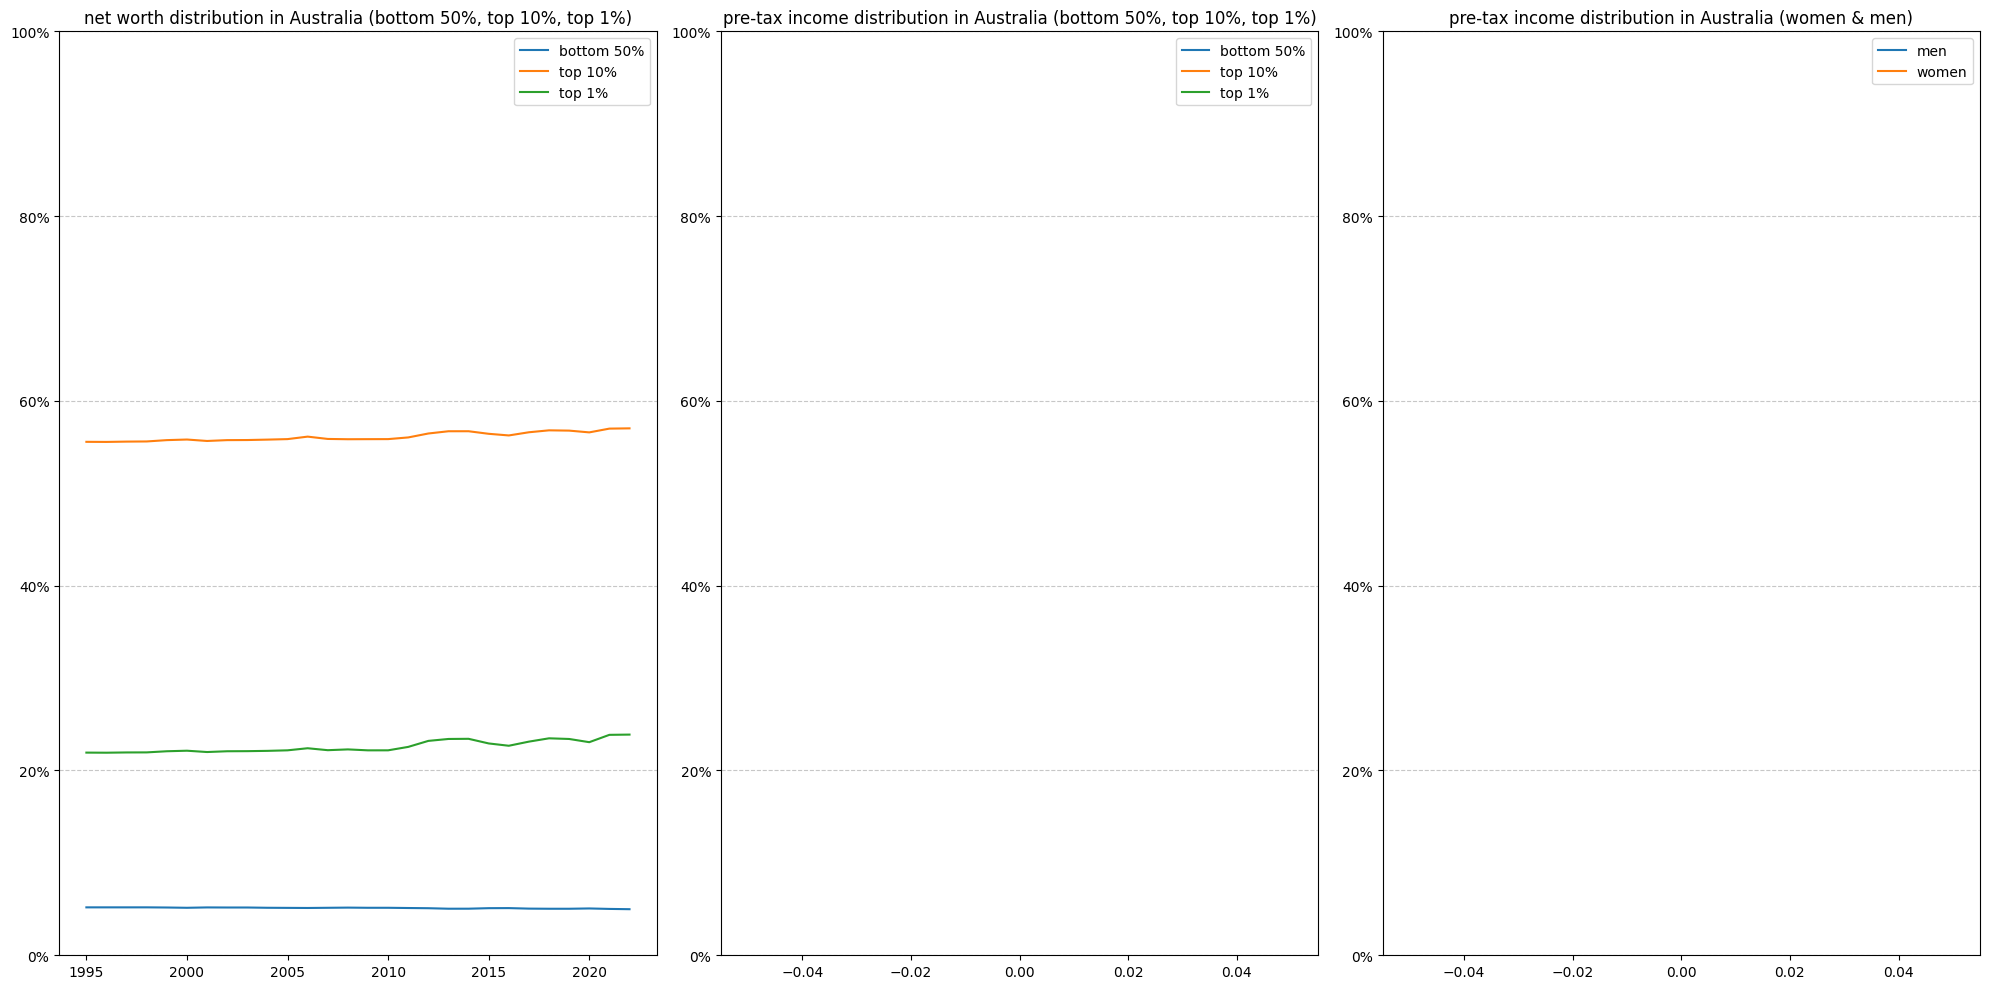 net worth distribution in Australia (bottom 50%, top 10%, top 1%)
100%
80%
60%
40%
20%
0%
1995 2000 2005 2010 2015 2020
bottom 50%
top 10%
top 1%
pre-tax income distribution in Australia (bottom 50%, top 10%, top 1%)
100%
80%
60%
40%
20%
0%
−0.04 −0.02 0.00 0.02 0.04
bottom 50%
top 10%
top 1%
pre-tax income distribution in Australia (women & men)
100%
80%
60%
40%
20%
0%
−0.04 −0.02 0.00 0.02 0.04
men
women